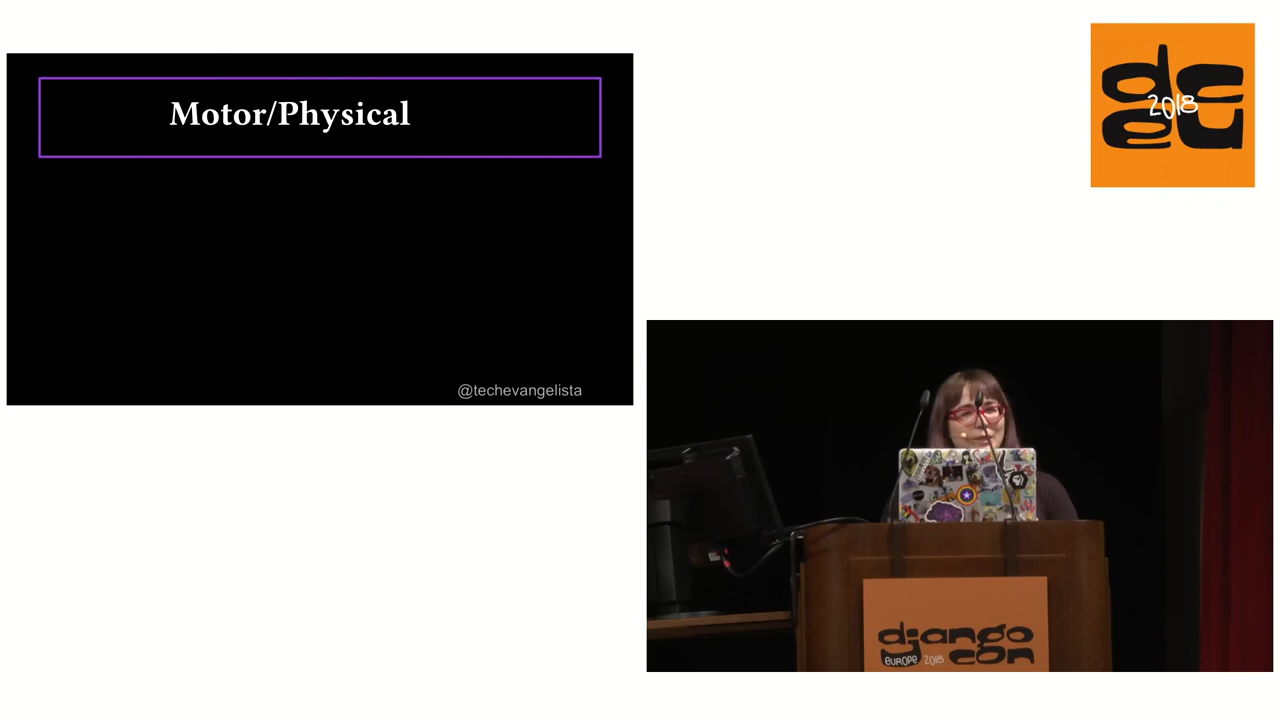 Motor/Physical
@techevangelista
2018
django
con
EUROPE 2018